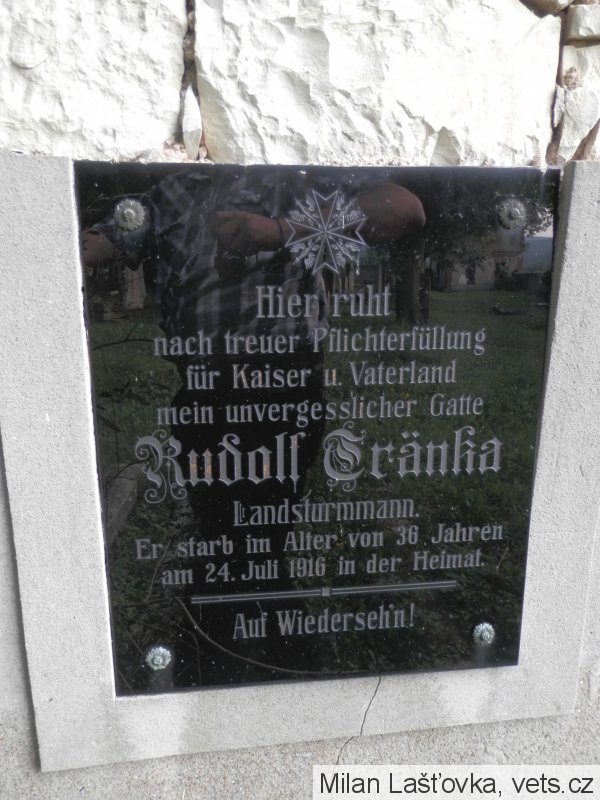 Hier ruht
nach treuer Pflichterfüllung
für Kaiser u. Vaterland
mein unvergesslicher Gatte
Rudolf Tränka
Landsturmmann.
Er starb im Alter von 36 Jahren
am 24. Juli 1916 in der Heimat.
Auf Wiederseh'n!
Milan Lašťovka, vets.cz